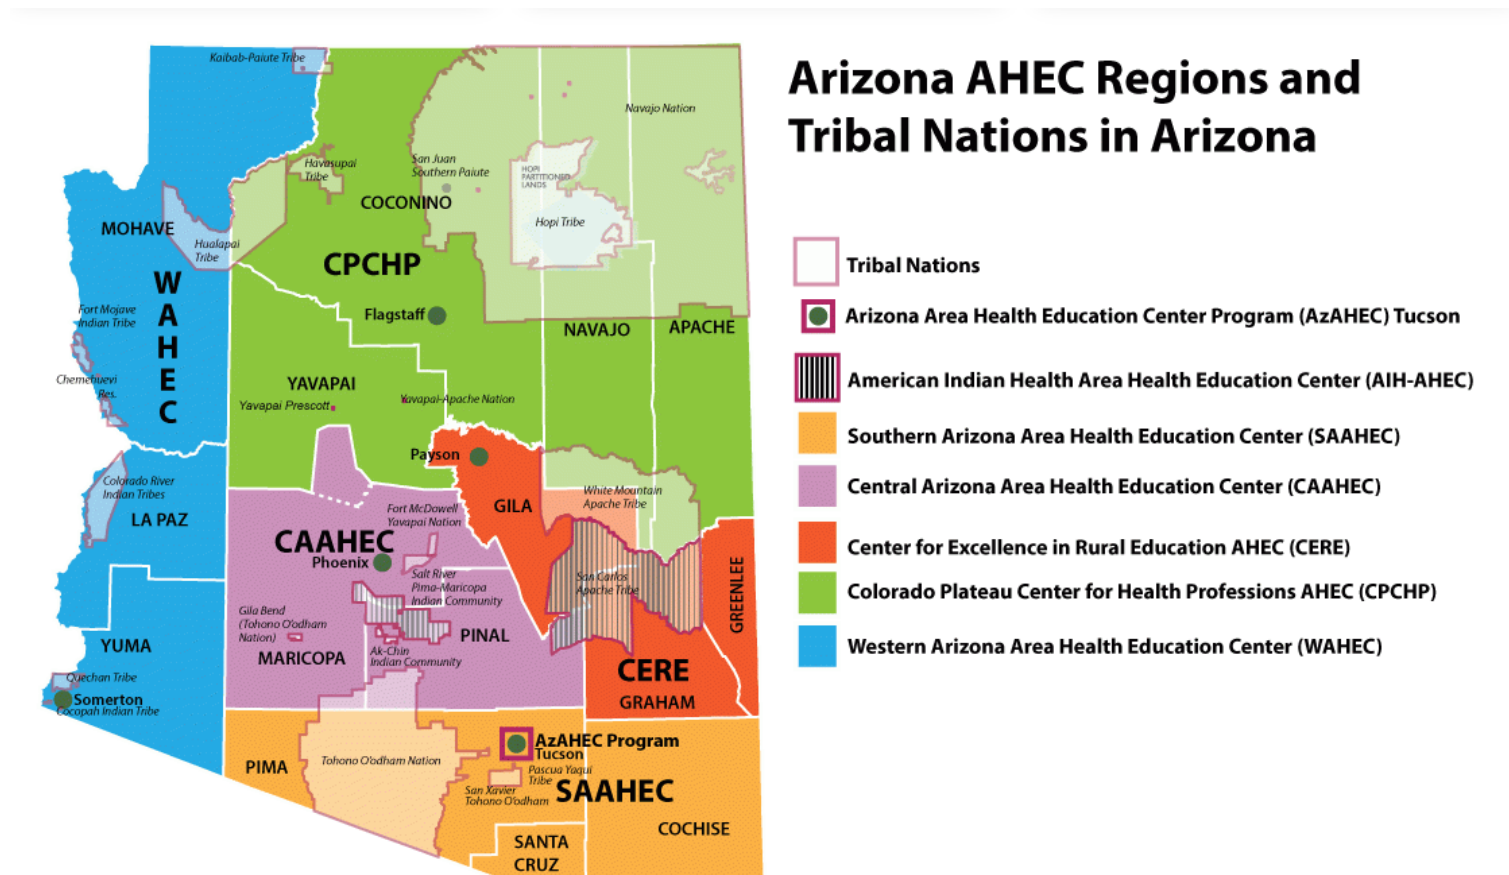 Arizona AHEC Regions and
Tribal Nations in Arizona
Kaibab-Paiute Tribe
Navajo Nation
Havasupai
Tribe
San Juan
Southern Paiute
HOPI
PARTITIONED
LANDS
COCONINO
Hopi Tribe
MOHAVE
Hualapai
Tribe
CPCHP
W
A
H
E
C
Fort Mojave
Indian Tribe
Flagstaff
NAVAJO
APACHE
Chemehuevi
Res.
YAVAPAI
Yavapai Prescott
Yavapai-Apache Nation
Payson
Colorado River
Indian Tribes
LA PAZ
GILA
White Mountain
Apache Tribe
Fort McDowell
Yavapai Nation
CAAHEC
Phoenix
Salt River
Pima-Maricopa
Indian Community
San Carlos
Apache Tribe
GREENLEE
Gila Bend
(Tohono O'odham
Nation)
PINAL
YUMA
MARICOPA
Ak-Chin
Indian Community
CERE
GRAHAM
Quechan Tribe
Somerton
Cocopah Indian Tribe
AzAHEC Program
Tucson
PIMA
Tohono O'odham Nation
Pascua Yaqui
Tribe
San Xavier
Tohono O'odham
SAAHEC
COCHISE
SANTA
CRUZ
Tribal Nations
Arizona Area Health Education Center Program (AzAHEC) Tucson
American Indian Health Area Health Education Center (AIH-AHEC)
Southern Arizona Area Health Education Center (SAAHEC)
Central Arizona Area Health Education Center (CAAHEC)
Center for Excellence in Rural Education AHEC (CERE)
Colorado Plateau Center for Health Professions AHEC (CPCHP)
Western Arizona Area Health Education Center (WAHEC)